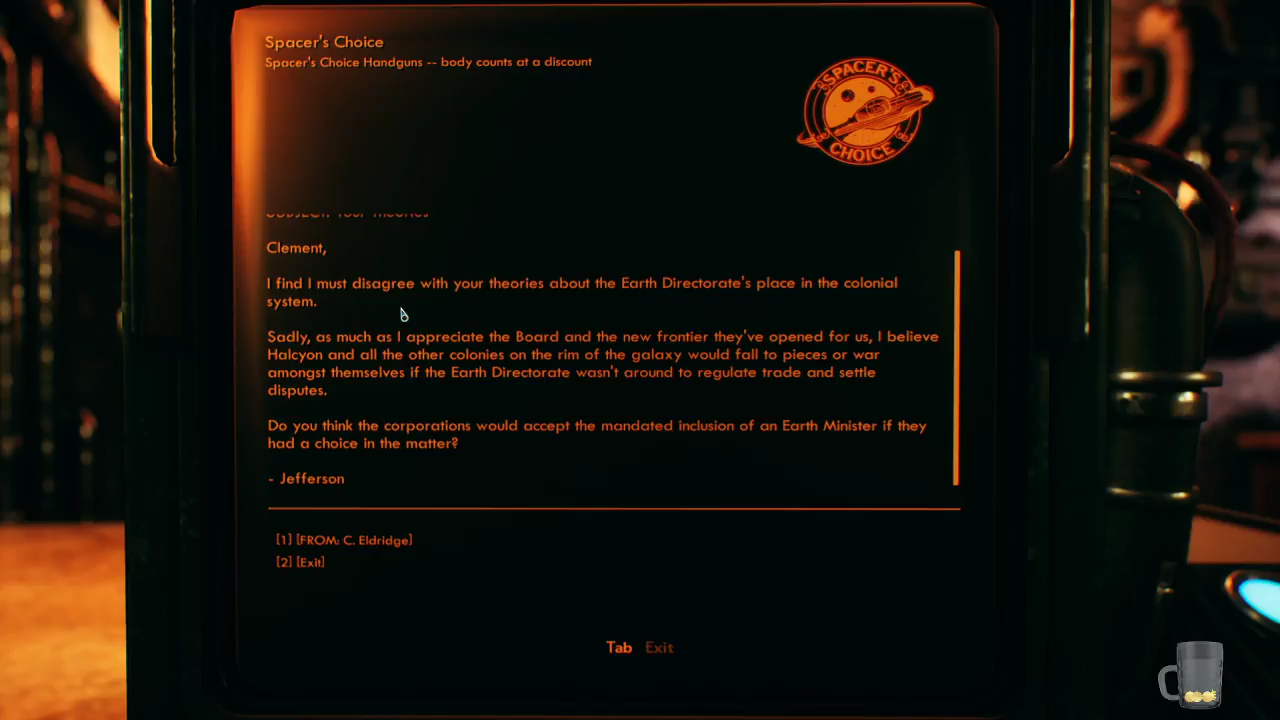 Spacer's Choice
Spacer's Choice Handguns -- body counts at a discount
SPACER'S
CHOICE
SUBJECT: Your Theories
Clement,
I find I must disagree with your theories about the Earth Directorate's place in the colonial
system.
Sadly, as much as I appreciate the Board and the new frontier they've opened for us, I believe
Halcyon and all the other colonies on the rim of the galaxy would fall to pieces or war
amongst themselves if the Earth Directorate wasn't around to regulate trade and settle
disputes.
Do you think the corporations would accept the mandated inclusion of an Earth Minister if they
had a choice in the matter?
- Jefferson
[1] [FROM: C. Eldridge]
[2] [Exit]
Tab Exit